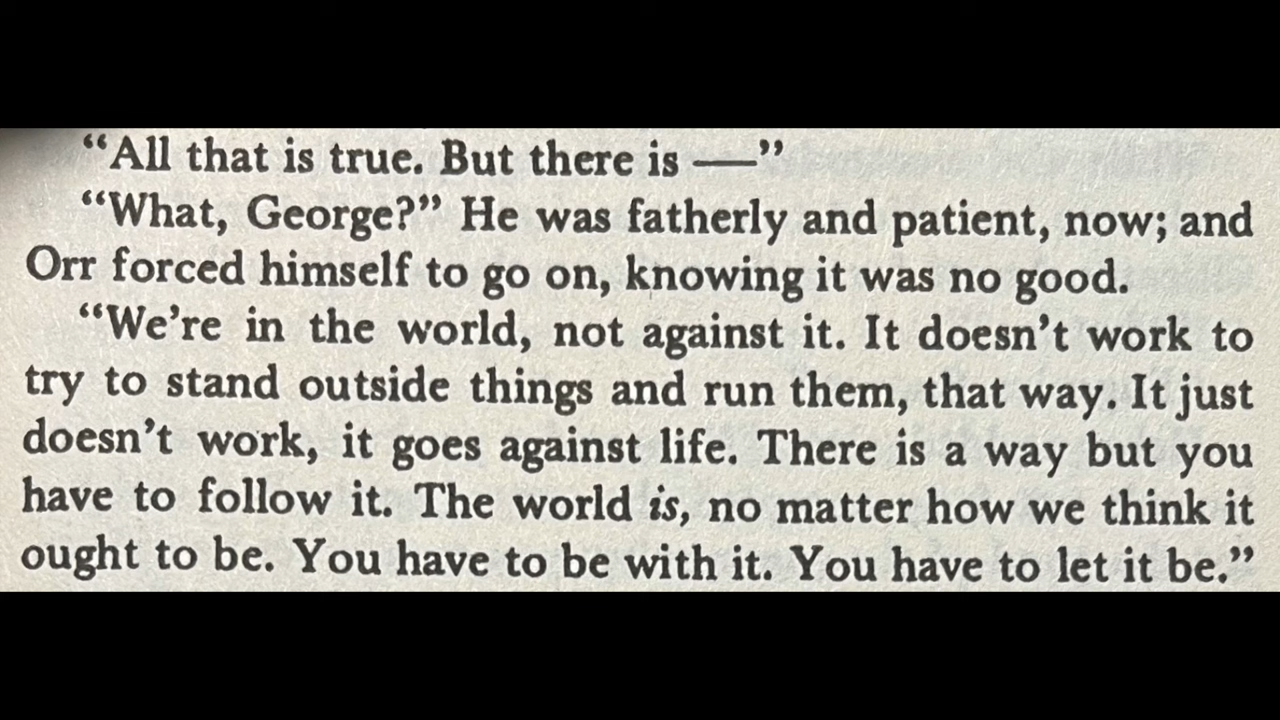 “All that is true. But there is —”
“What, George?” He was fatherly and patient, now; and
Orr forced himself to go on, knowing it was no good.
“We’re in the world, not against it. It doesn’t work to
try to stand outside things and run them, that way. It just
doesn’t work, it goes against life. There is a way but you
have to follow it. The world is, no matter how we think it
ought to be. You have to be with it. You have to let it be.”